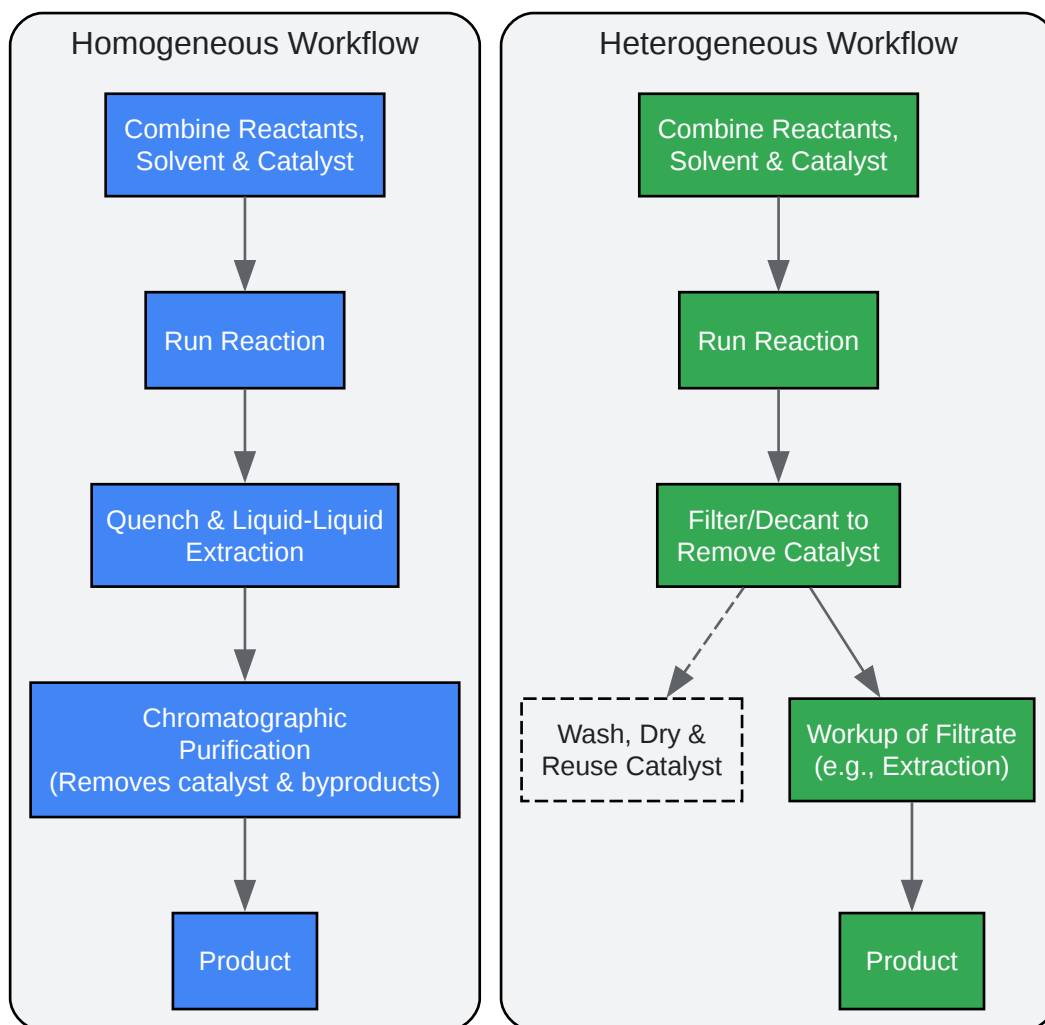 Homogeneous Workflow
Combine Reactants,
Solvent & Catalyst
Run Reaction
Quench & Liquid-Liquid
Extraction
Chromatographic
Purification
(Removes catalyst & byproducts)
Product
Heterogeneous Workflow
Combine Reactants,
Solvent & Catalyst
Run Reaction
Filter/Decant to
Remove Catalyst
Wash, Dry &
Reuse Catalyst
Workup of Filtrate
(e.g., Extraction)
Product